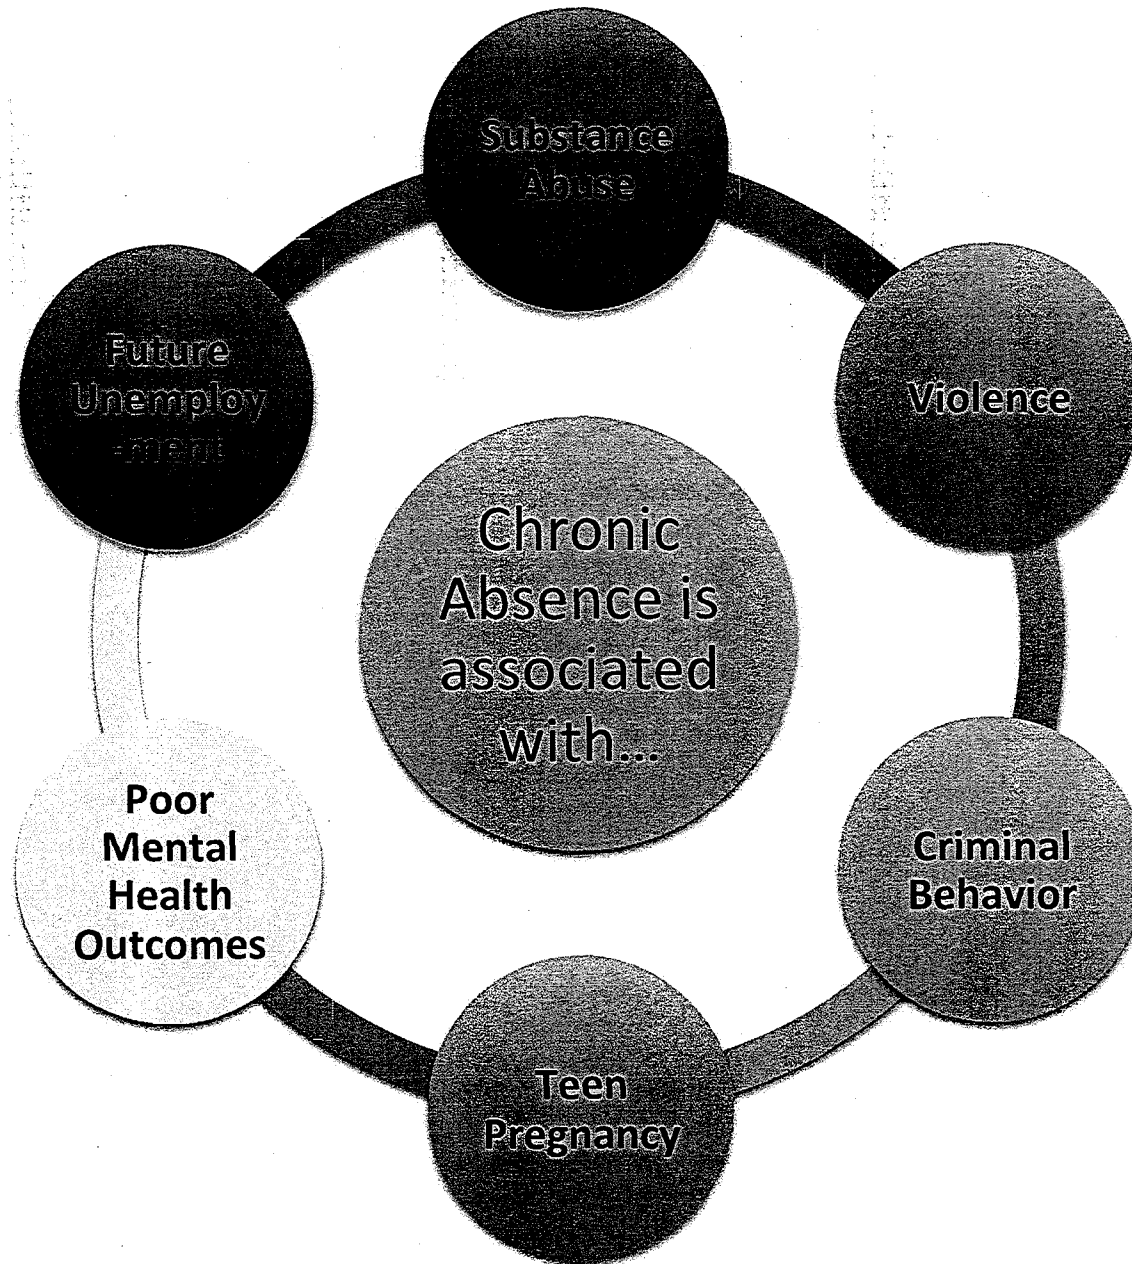 Substance
Abuse
Violence
Criminal
Behavior
Teen
Pregnancy
Poor
Mental
Health
Outcomes
Future
Unemploy
-ment
Chronic
Absence is
associated
with...